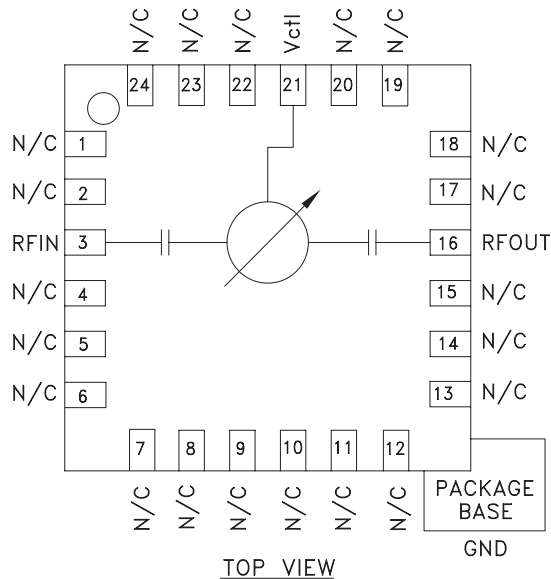 N/C N/C N/C Vctl N/C N/C
24 23 22 21 20 19
N/C 1 18 N/C
N/C 2 17 N/C
RFIN 3 16 RFOUT
N/C 4 15 N/C
N/C 5 14 N/C
N/C 6 13 N/C
7 8 9 10 11 12
N/C N/C N/C N/C N/C N/C
PACKAGE
BASE
GND
TOP VIEW